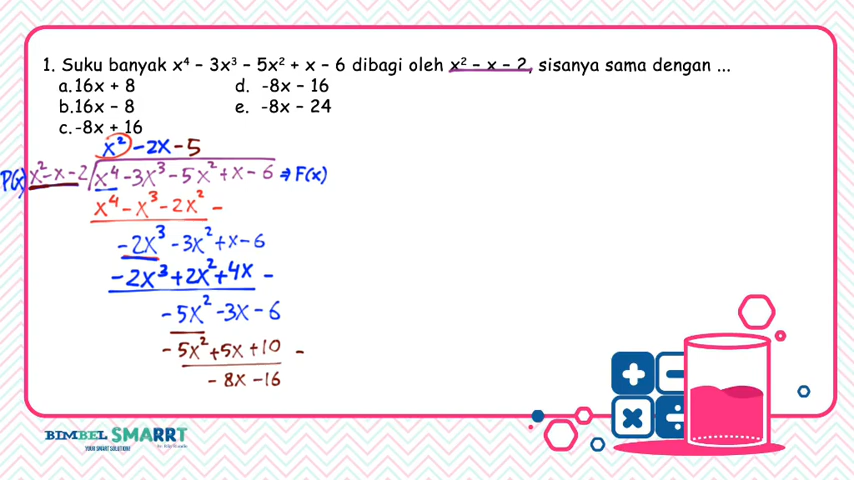 1. Suku banyak x⁴ - 3x³ - 5x² + x - 6 dibagi oleh x² - x - 2, sisanya sama dengan ...
a. 16x + 8
d. -8x - 16
b. 16x - 8
e. -8x - 24
c. -8x + 16
x² - 2x - 5
P(x) x² - x - 2 x⁴ - 3x³ - 5x² + x - 6 ⇒ F(x)
x⁴ - x³ - 2x² -
- 2x³ - 3x² + x - 6
- 2x³ + 2x² + 4x -
- 5x² - 3x - 6
- 5x² + 5x + 10 -
- 8x - 16
BIMBEL SMARRT
YOUR SMART SOLUTION!